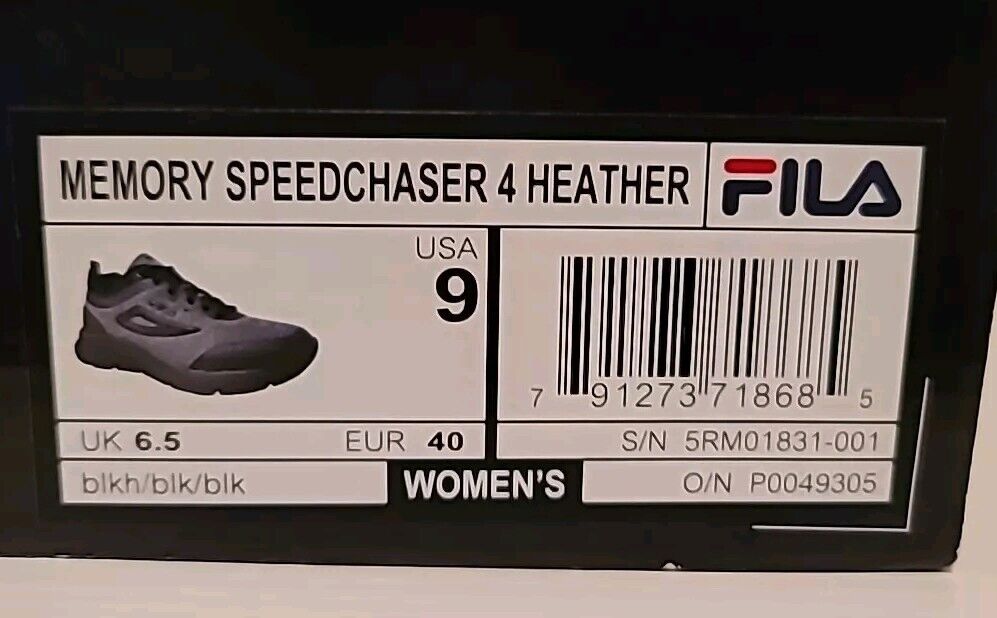 MEMORY SPEEDCHASER 4 HEATHER
FILA
USA
9
7 91273 71868 5
UK 6.5 EUR 40
S/N 5RM01831-001
blkh/blk/blk
WOMEN'S
O/N P0049305